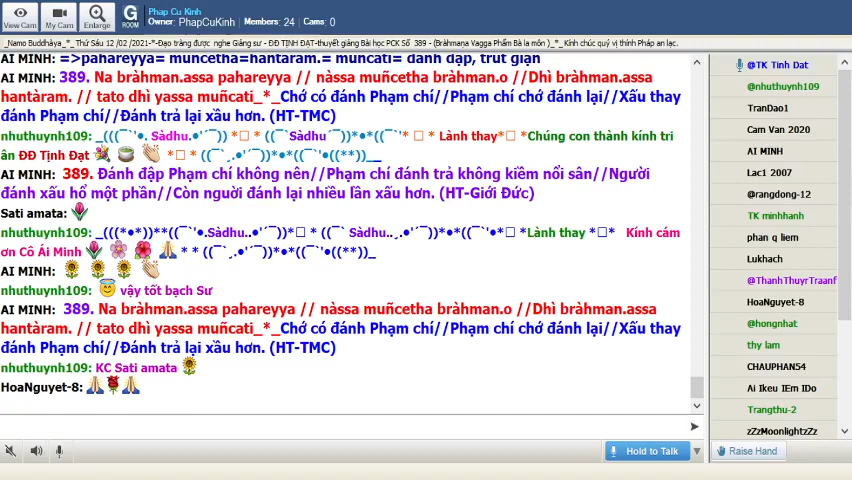 View Cam
My Cam
Enlarge
G
ROOM
Phap Cu Kinh
Owner: PhapCuKinh Members: 24 Cams: 0
_Namo Buddhàya_*_ Thứ Sáu 12 /02 /2021-*-Đạo tràng được nghe Giảng sư - ĐĐ TỊNH ĐẠT-thuyết giảng Bài học PCK Số 389 - (Bràhmaṇa Vagga Phẩm Bà la môn )_*_ Kính chúc quý vị thính Pháp an lạc.
AI MINH: =>pahareyya= muñcetha=hantàraṃ.= muñcati= đánh đập, trút giận
AI MINH: 389. Na bràhman.assa pahareyya // nàssa muñcetha bràhman.o //Dhì bràhman.assa
hantàraṃ. // tato dhì yassa muñcati_*_Chớ có đánh Phạm chí//Phạm chí chớ đánh lại//Xấu thay
đánh Phạm chí//Đánh trả lại xầu hơn. (HT-TMC)
nhuthuynh109: _(((¯`'•. Sàdhu.•'´¯)) *□ * ((¯`Sàdhu´¯))*•*((¯`'* □ * Lành thay*□ *Chúng con thành kính tri
ân ĐĐ Tịnh Đạt *□ * ((¯`¸.•'´¯))*•*((¯`'•((**))__
AI MINH: 389. Đánh đập Phạm chí không nên//Phạm chí đánh trả không kiềm nổi sân//Người
đánh xấu hổ một phần//Còn người đánh lại nhiều lần xấu hơn. (HT-Giới Đức)
Sati amata:
nhuthuynh109: _(((*•*))**((¯`'•.Sàdhu..•'´¯))*□ * ((¯` Sàdhu..¸.•'´¯))*•*((¯`'•*□ *Lành thay *□* Kính cám
ơn Cô Ái Minh * * ((¯`¸.•'´¯))*•*((¯`'•((**))_
AI MINH:
nhuthuynh109: vậy tốt bạch Sư
AI MINH: 389. Na bràhman.assa pahareyya // nàssa muñcetha bràhman.o //Dhì bràhman.assa
hantàraṃ. // tato dhì yassa muñcati_*_Chớ có đánh Phạm chí//Phạm chí chớ đánh lại//Xấu thay
đánh Phạm chí//Đánh trả lại xầu hơn. (HT-TMC)
nhuthuynh109: KC Sati amata
HoaNguyet-8:
@TK Tinh Dat
@nhuthuynh109
TranDao1
Cam Van 2020
AI MINH
Lac1 2007
@rangdong-12
TK minhhanh
phan q liem
Lukhach
@ThanhThuyrTraanf
HoaNguyet-8
@hongnhat
thy lam
CHAUPHAN54
Ai Ikeu IEm IDo
Trangthu-2
zZzMoonlightzZz
Hold to Talk
Raise Hand